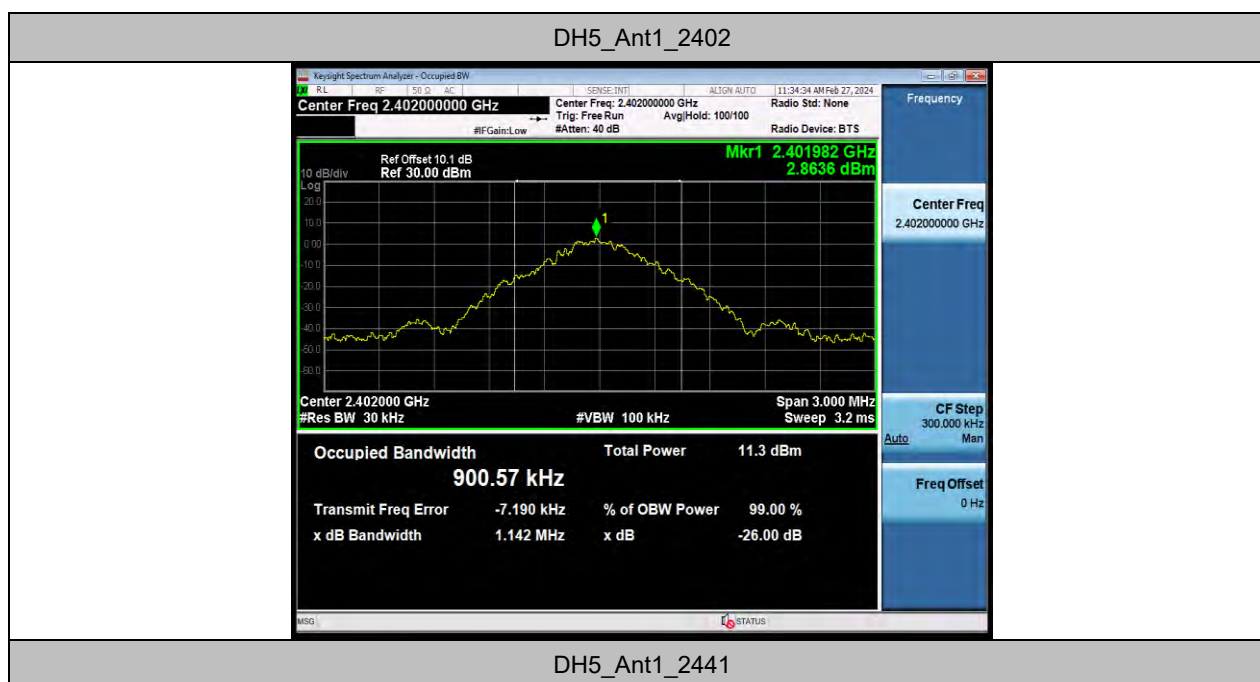 DH5_Ant1_2402
Keysight Spectrum Analyzer - Occupied BW
RL RF 50 Ω AC SENSE:INT ALIGN AUTO 11:34:34 AM Feb 27, 2024
Center Freq 2.402000000 GHz
Center Freq: 2.402000000 GHz
Radio Std: None
Trig: Free Run Avg|Hold: 100/100
#IFGain:Low
#Atten: 40 dB
Radio Device: BTS
Frequency
Mkr1 2.401982 GHz
2.8636 dBm
Ref Offset 10.1 dB
10 dB/div Ref 30.00 dBm
Log
20.0
10.0
0.00
-10.0
-20.0
-30.0
-40.0
-50.0
-60.0
1
Center 2.402000 GHz Span 3.000 MHz
#Res BW 30 kHz #VBW 100 kHz Sweep 3.2 ms
Center Freq
2.402000000 GHz
CF Step
300.000 kHz
Auto Man
Freq Offset
0 Hz
Occupied Bandwidth Total Power 11.3 dBm
900.57 kHz
Transmit Freq Error -7.190 kHz % of OBW Power 99.00 %
x dB Bandwidth 1.142 MHz x dB -26.00 dB
MSG STATUS
DH5_Ant1_2441